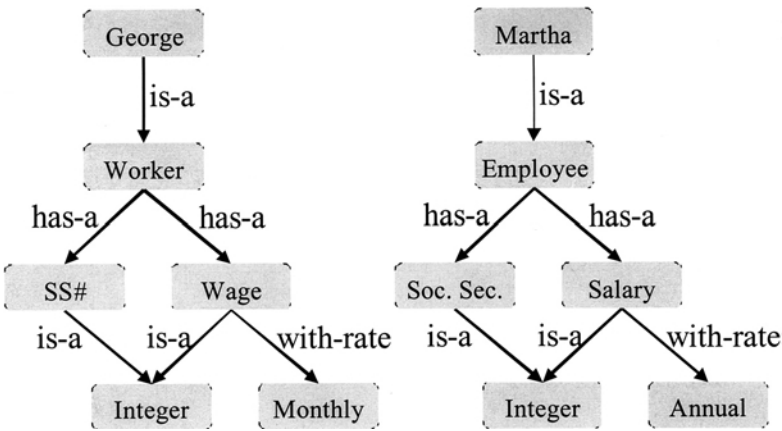 George Martha
is-a is-a
Worker Employee
has-a has-a has-a has-a
SS# Wage Soc. Sec. Salary
is-a is-a with-rate is-a is-a with-rate
Integer Monthly Integer Annual